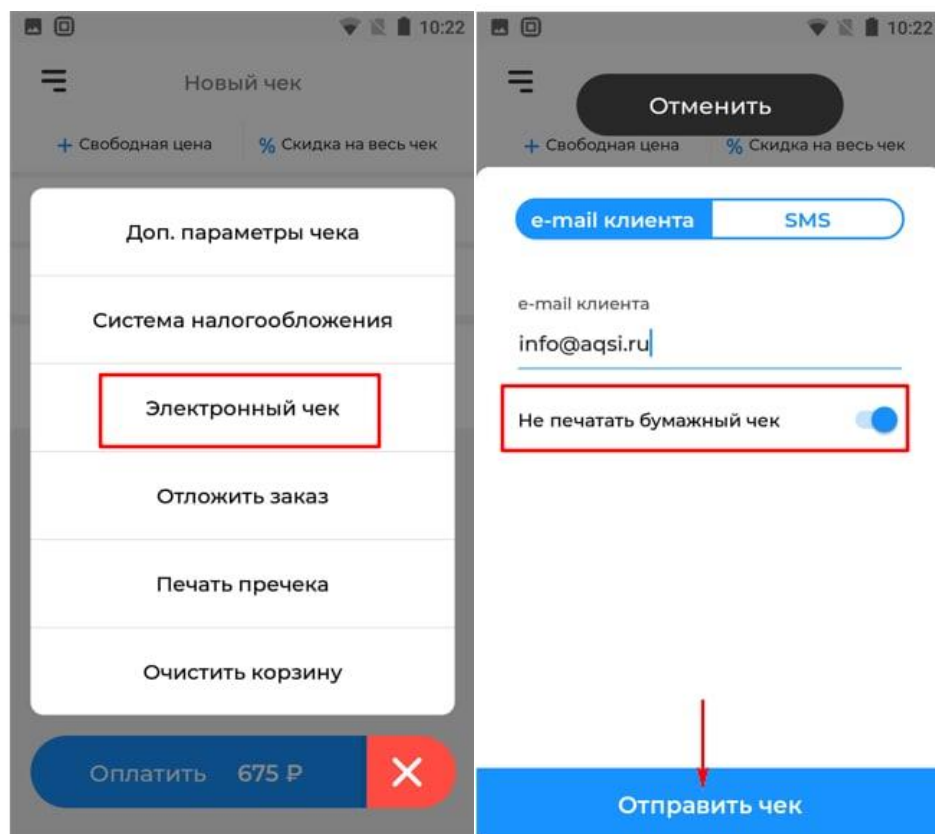 10:22
Новый чек
+ Свободная цена
% Скидка на весь чек
Доп. параметры чека
Система налогообложения
Электронный чек
Отложить заказ
Печать пречека
Очистить корзину
Оплатить 675 ₽
10:22
Отменить
+ Свободная цена
% Скидка на весь чек
e-mail клиента
SMS
e-mail клиента
info@aqsi.ru
Не печатать бумажный чек
Отправить чек